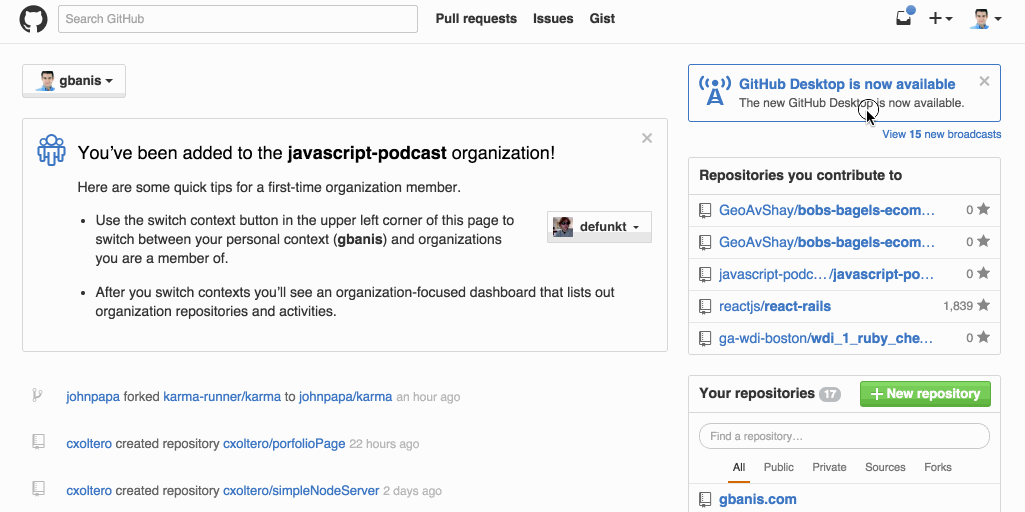 Search GitHub
Pull requests Issues Gist
gbanis
You've been added to the javascript-podcast organization!
Here are some quick tips for a first-time organization member.
• Use the switch context button in the upper left corner of this page to
switch between your personal context (gbanis) and organizations
you are a member of.
defunkt
• After you switch contexts you'll see an organization-focused dashboard that lists out
organization repositories and activities.
johnpapa forked karma-runner/karma to johnpapa/karma an hour ago
cxoltero created repository cxoltero/porfolioPage 22 hours ago
cxoltero created repository cxoltero/simpleNodeServer 2 days ago
GitHub Desktop is now available
The new GitHub Desktop is now available.
View 15 new broadcasts
Repositories you contribute to
GeoAvShay/bobs-bagels-ecom… 0
GeoAvShay/bobs-bagels-ecom… 0
javascript-podc… /javascript-po… 0
reactjs/react-rails 1,839
ga-wdi-boston/wdi_1_ruby_che… 0
Your repositories 17 New repository
Find a repository…
All Public Private Sources Forks
gbanis.com